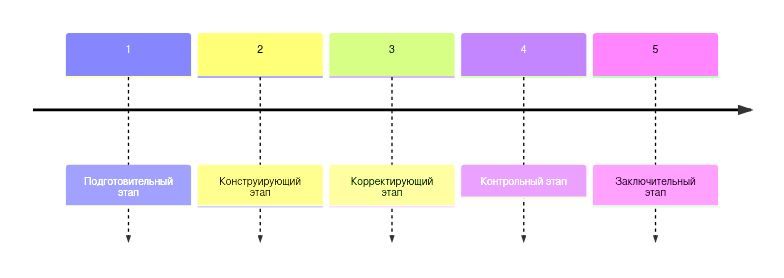 1
2
3
4
5
Подготовительный
этап
Конструирующий
этап
Корректирующий
этап
Контрольный этап
Заключительный
этап